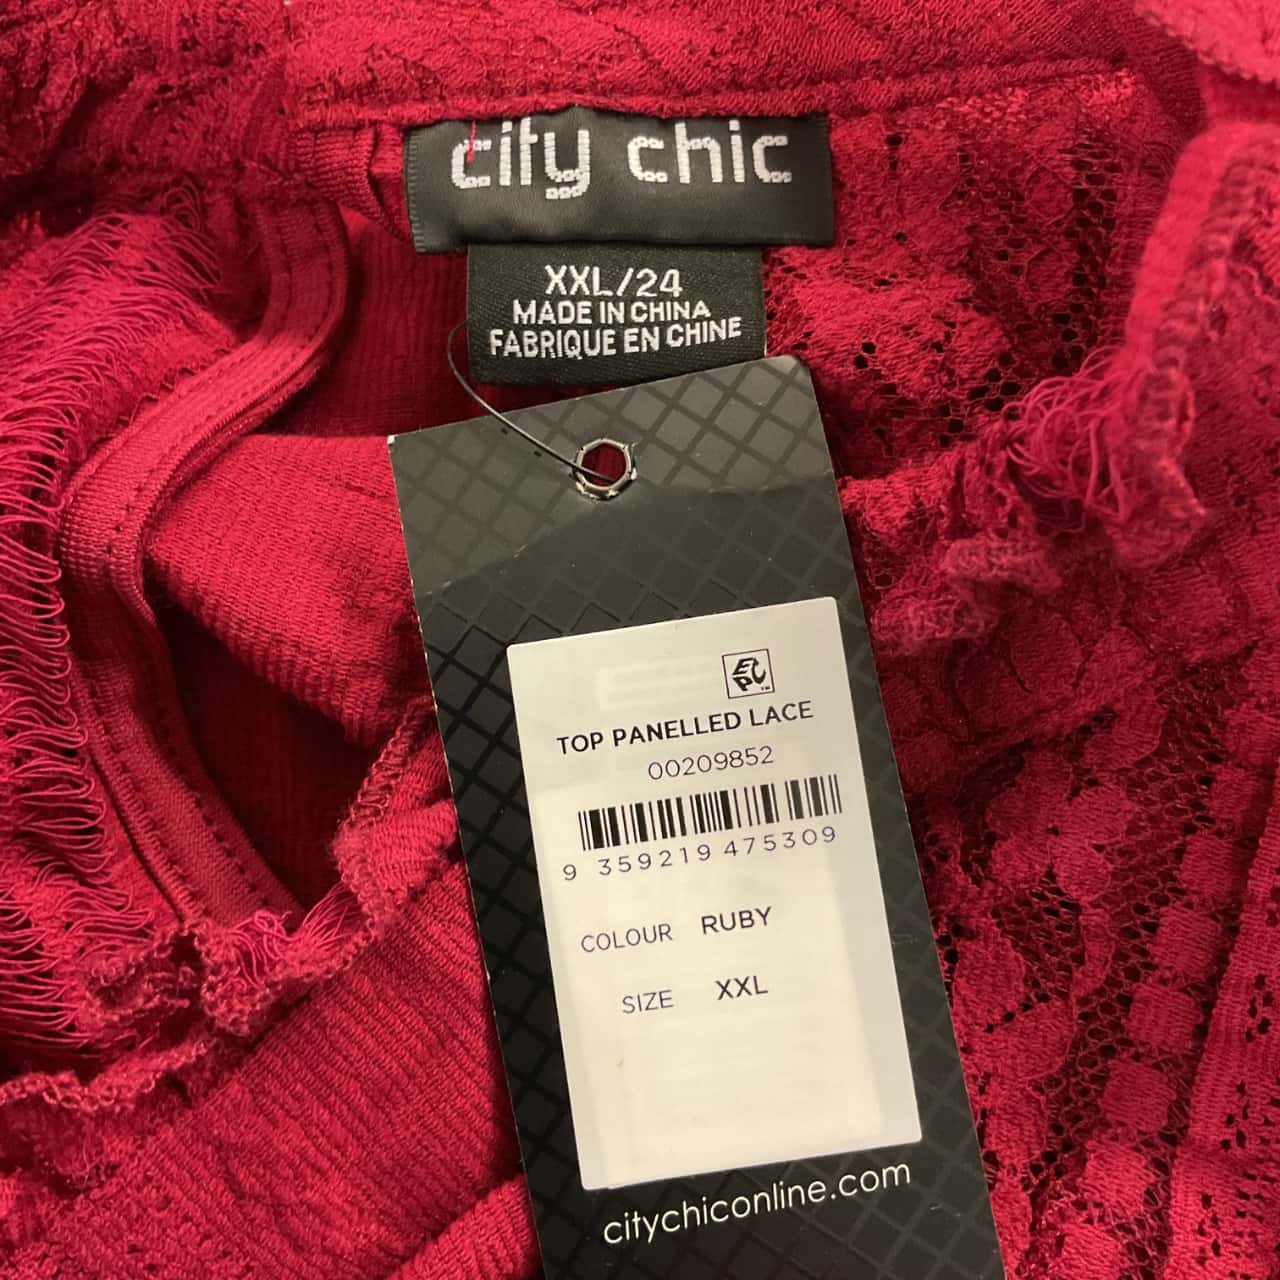 city chic
XXL/24
MADE IN CHINA
FABRIQUE EN CHINE
EPC™
TOP PANELLED LACE
00209852
9 359219 475309
COLOUR RUBY
SIZE XXL
citychiconline.com